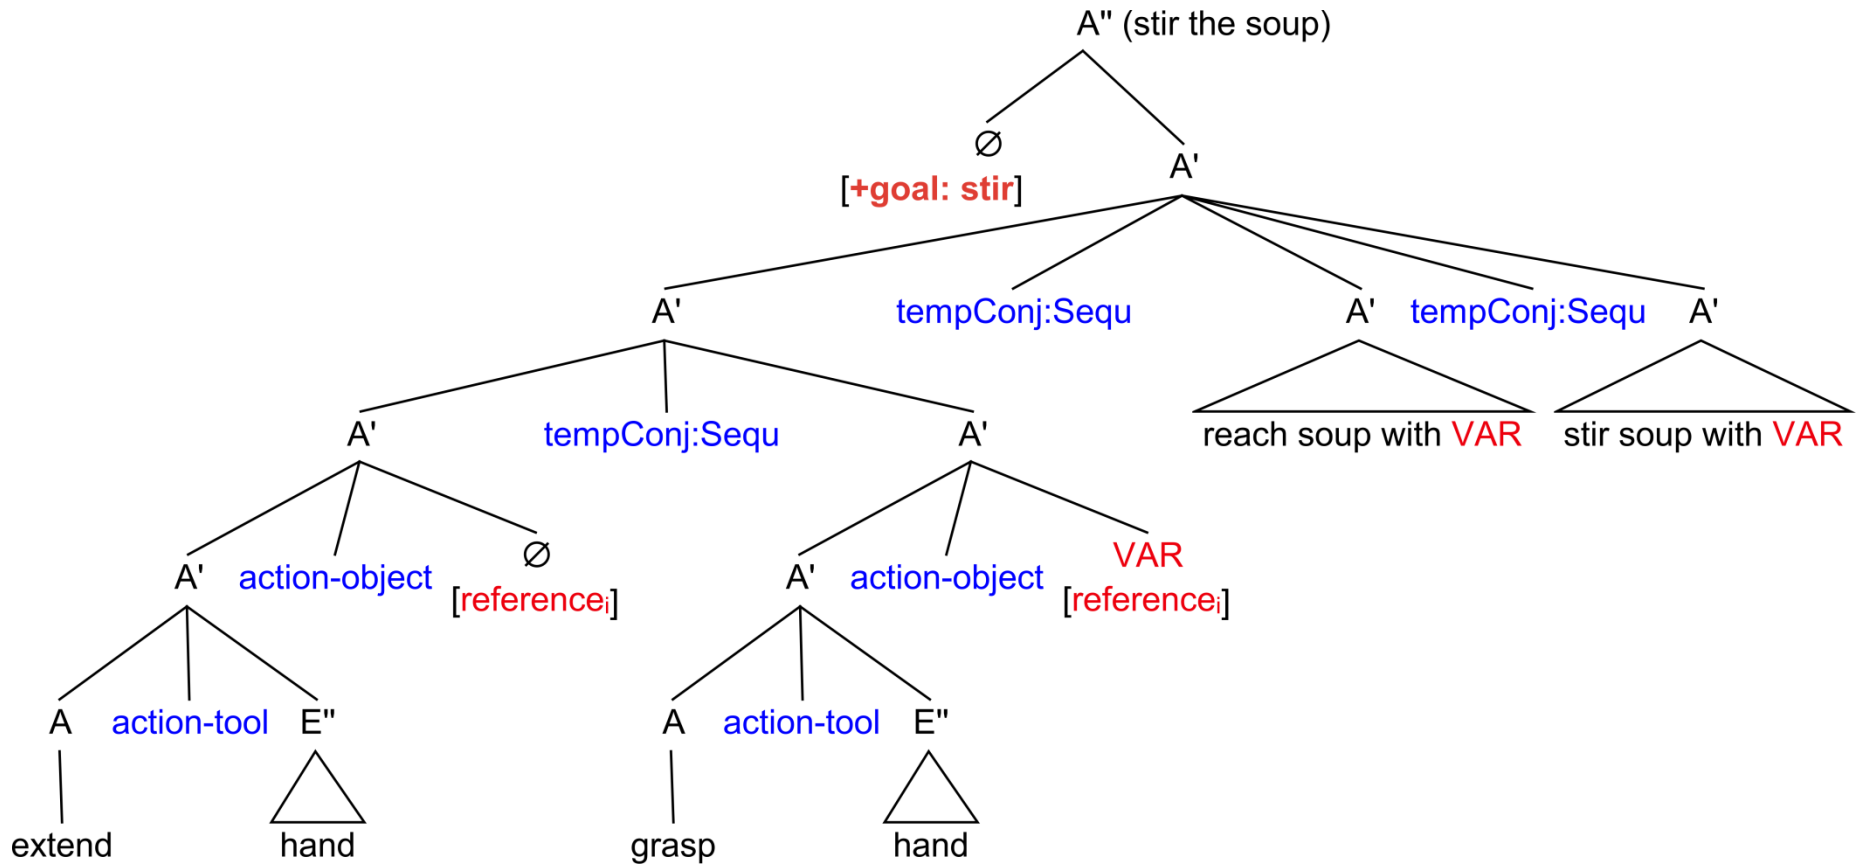 A" (stir the soup)
∅
[+goal: stir]
A'
A' tempConj:Sequ A' tempConj:Sequ A'
A' tempConj:Sequ A' reach soup with VAR stir soup with VAR
A' action-object ∅ A' action-object VAR
[referenceᵢ] [referenceᵢ]
A action-tool E" A action-tool E"
extend hand grasp hand